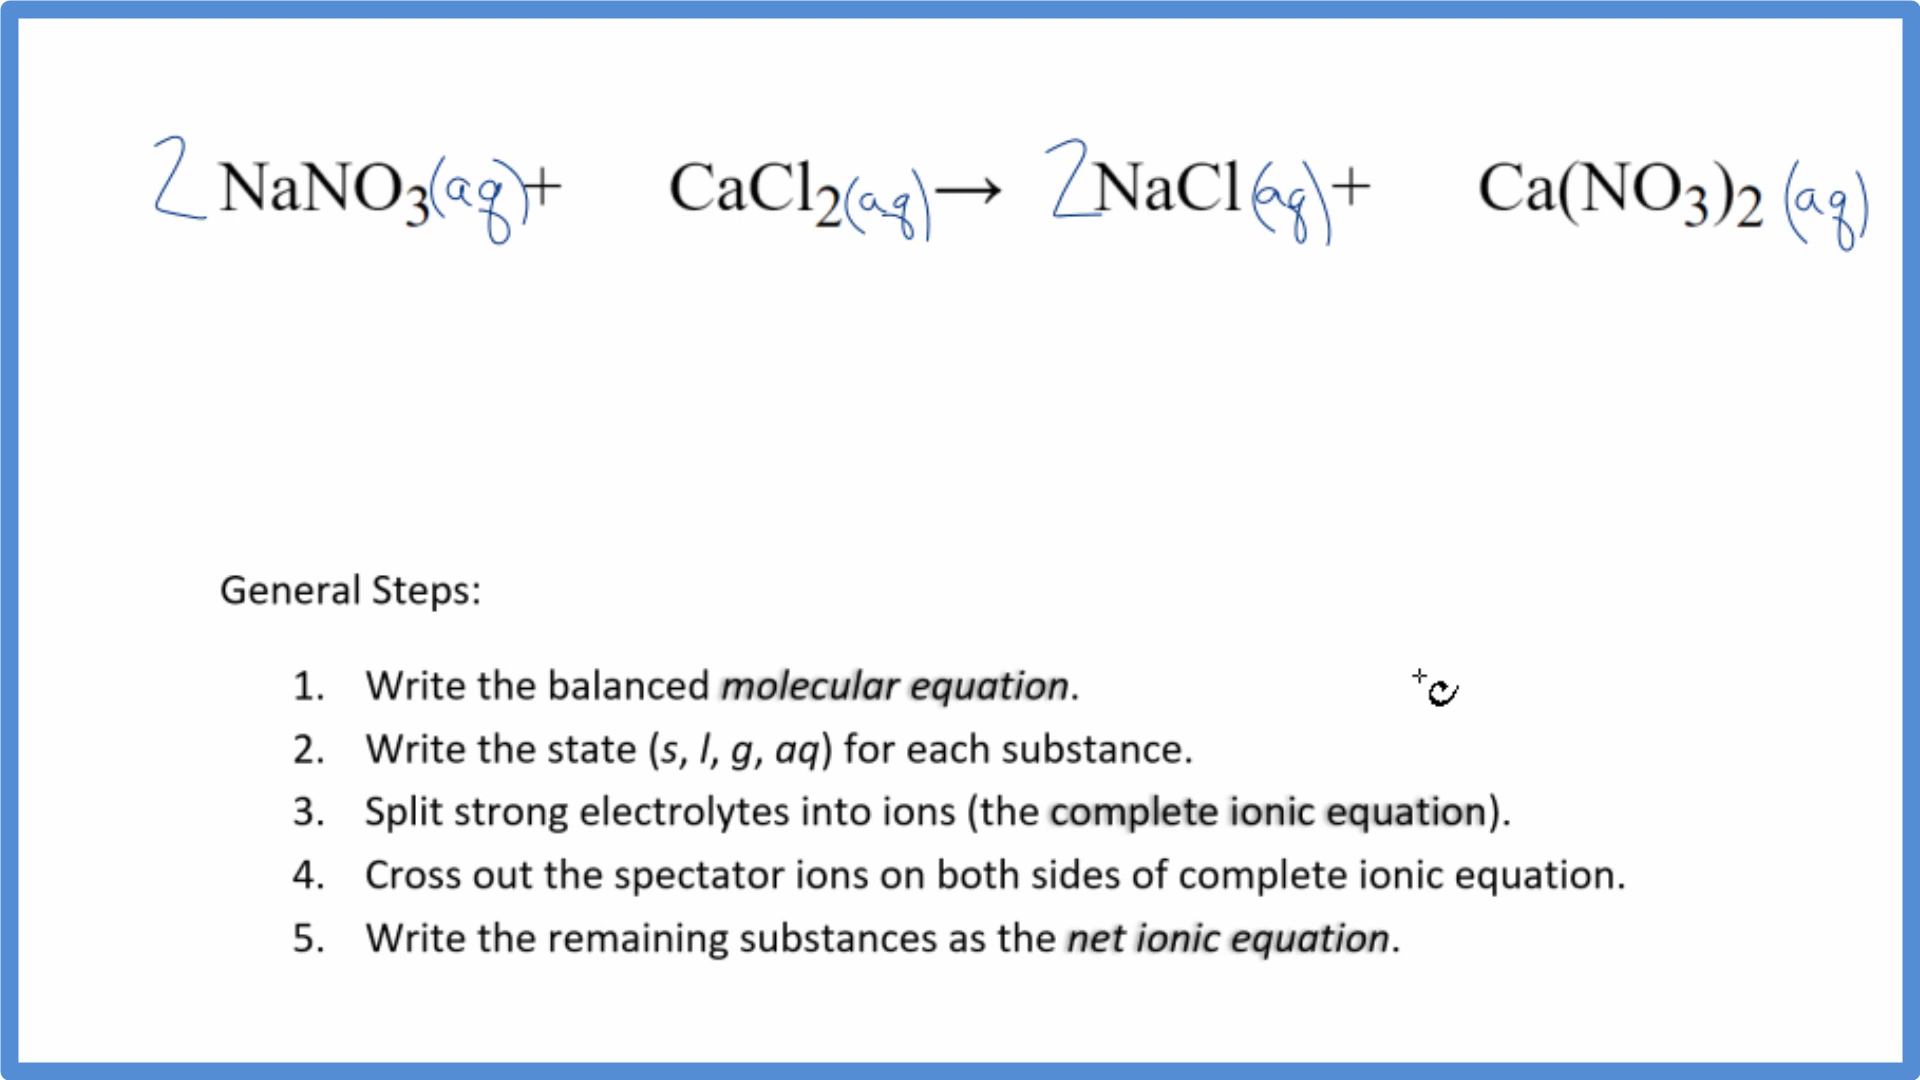 2 NaNO3(aq) + CaCl2(aq) → 2 NaCl(aq) + Ca(NO3)2 (aq)
General Steps:
1. Write the balanced molecular equation.
2. Write the state (s, l, g, aq) for each substance.
3. Split strong electrolytes into ions (the complete ionic equation).
4. Cross out the spectator ions on both sides of complete ionic equation.
5. Write the remaining substances as the net ionic equation.